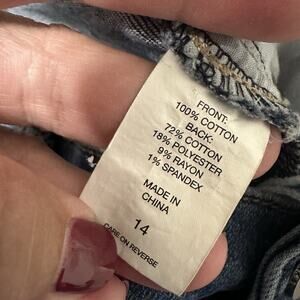 FRONT:
100% COTTON
BACK:
72% COTTON
18% POLYESTER
9% RAYON
1% SPANDEX
MADE IN
CHINA
14
CARE ON REVERSE